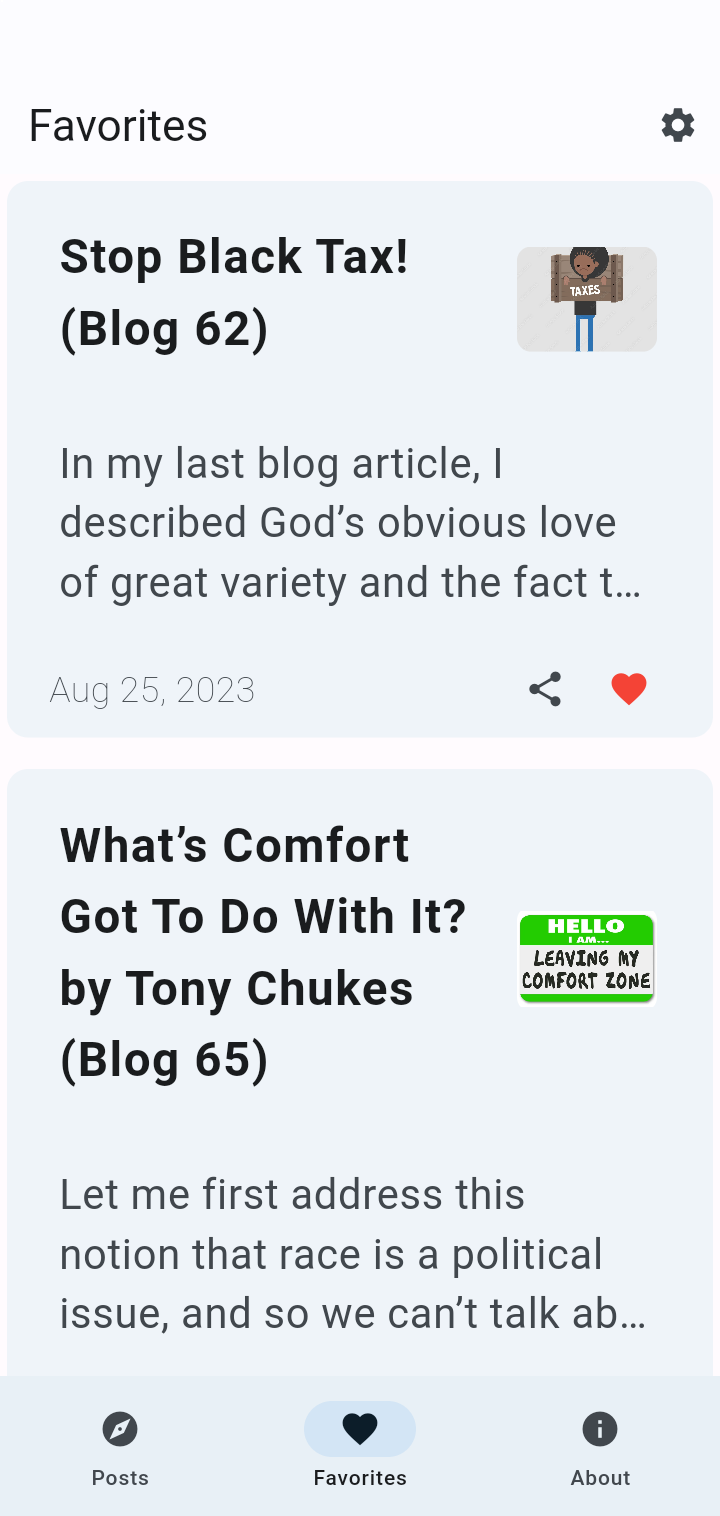 Favorites
Stop Black Tax!
(Blog 62)
TAXES
In my last blog article, I
described God’s obvious love
of great variety and the fact t…
Aug 25, 2023
What’s Comfort
Got To Do With It?
by Tony Chukes
(Blog 65)
HELLO
I AM...
LEAVING MY
COMFORT ZONE
Let me first address this
notion that race is a political
issue, and so we can’t talk ab…
Posts
Favorites
About